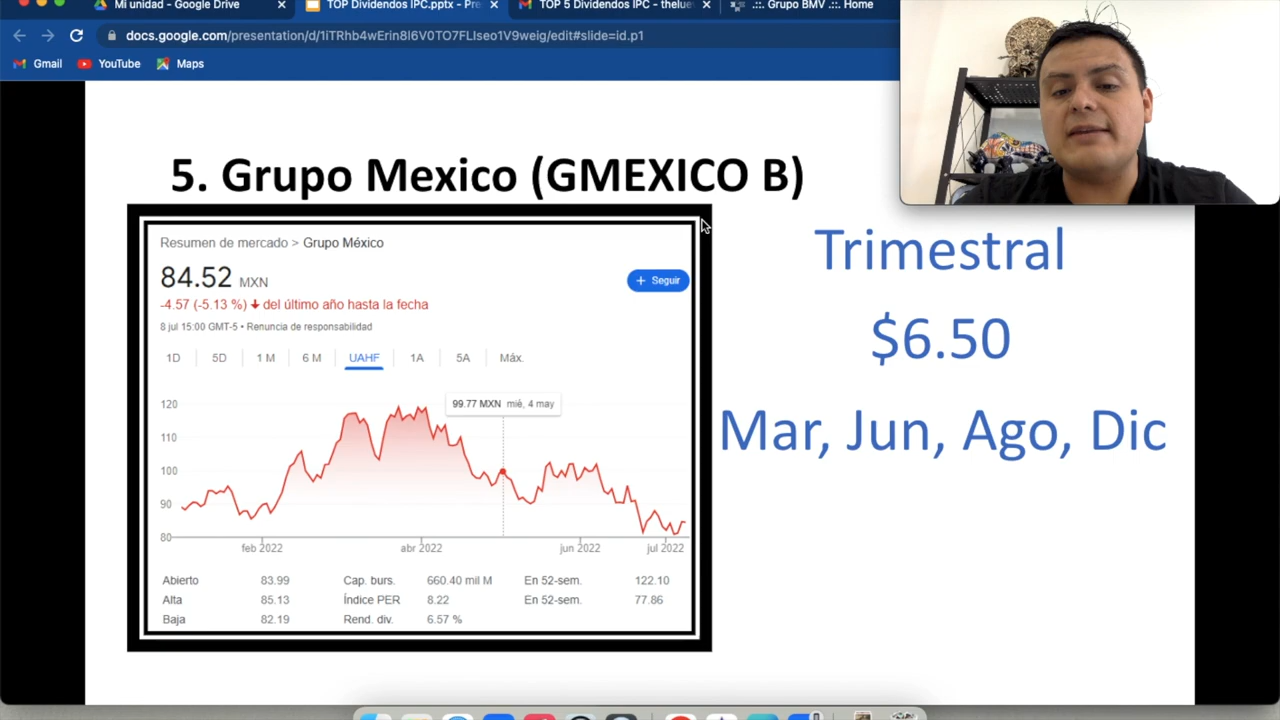 Mi unidad - Google Drive
TOP Dividendos IPC.pptx - Pre
TOP 5 Dividendos IPC - thelue
.:: Grupo BMV .::. Home
docs.google.com/presentation/d/1iTRhb4wErin8I6V0TO7FLIseo1V9weig/edit#slide=id.p1
Gmail
YouTube
Maps
5. Grupo Mexico (GMEXICO B)
Resumen de mercado > Grupo México
84.52 MXN
+ Seguir
-4.57 (-5.13 %) ↓ del último año hasta la fecha
8 jul 15:00 GMT-5 • Renuncia de responsabilidad
1D 5D 1 M 6 M UAHF 1A 5A Máx.
99.77 MXN mié, 4 may
120
110
100
90
80
feb 2022 abr 2022 jun 2022 jul 2022
Abierto 83.99 Cap. burs. 660.40 mil M En 52-sem. 122.10
Alta 85.13 Índice PER 8.22 En 52-sem. 77.86
Baja 82.19 Rend. div. 6.57 %
Trimestral
$6.50
Mar, Jun, Ago, Dic